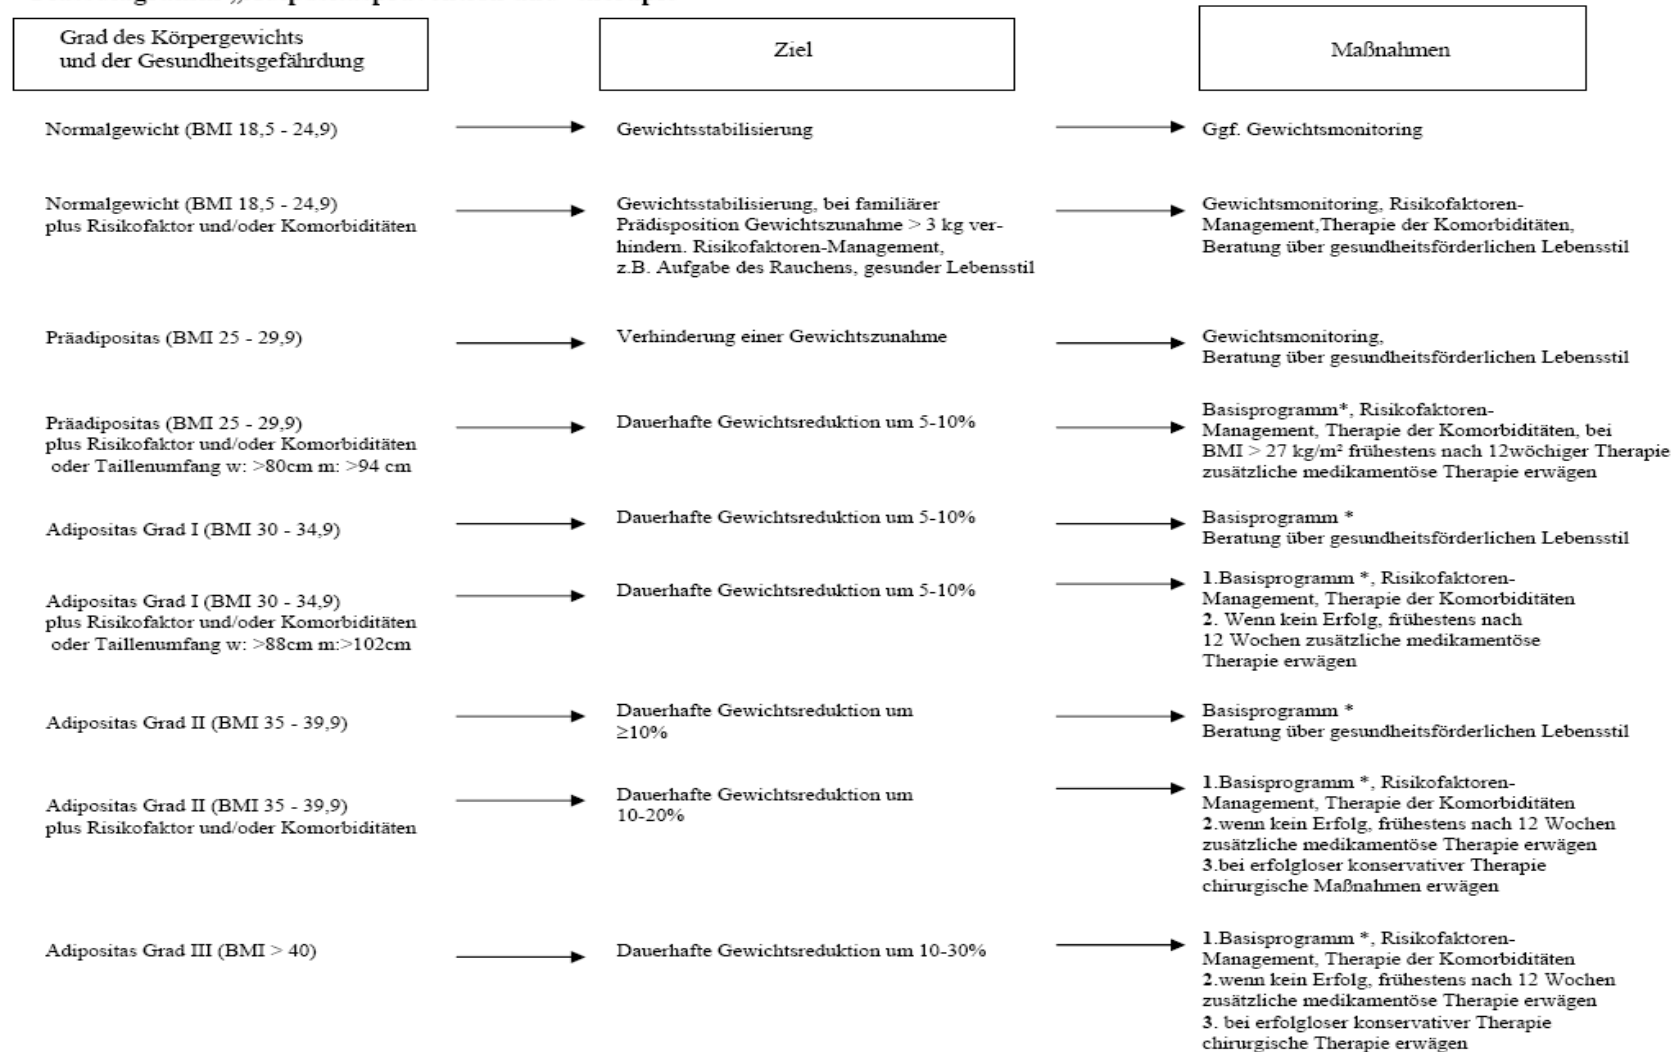 Grad des Körpergewichts
und der Gesundheitsgefährdung
Ziel
Maßnahmen
Normalgewicht (BMI 18,5 - 24,9)
Gewichtsstabilisierung
Ggf. Gewichtsmonitoring
Normalgewicht (BMI 18,5 - 24,9)
plus Risikofaktor und/oder Komorbiditäten
Gewichtsstabilisierung, bei familiärer
Prädisposition Gewichtszunahme > 3 kg ver-
hindern. Risikofaktoren-Management,
z.B. Aufgabe des Rauchens, gesunder Lebensstil
Gewichtsmonitoring, Risikofaktoren-
Management,Therapie der Komorbiditäten,
Beratung über gesundheitsförderlichen Lebensstil
Präadipositas (BMI 25 - 29,9)
Verhinderung einer Gewichtszunahme
Gewichtsmonitoring,
Beratung über gesundheitsförderlichen Lebensstil
Präadipositas (BMI 25 - 29,9)
plus Risikofaktor und/oder Komorbiditäten
oder Taillenumfang w: >80cm m: >94 cm
Dauerhafte Gewichtsreduktion um 5-10%
Basisprogramm*, Risikofaktoren-
Management, Therapie der Komorbiditäten, bei
BMI > 27 kg/m² frühestens nach 12wöchiger Therapie
zusätzliche medikamentöse Therapie erwägen
Adipositas Grad I (BMI 30 - 34,9)
Dauerhafte Gewichtsreduktion um 5-10%
Basisprogramm *
Beratung über gesundheitsförderlichen Lebensstil
Adipositas Grad I (BMI 30 - 34,9)
plus Risikofaktor und/oder Komorbiditäten
oder Taillenumfang w: >88cm m:>102cm
Dauerhafte Gewichtsreduktion um 5-10%
1.Basisprogramm *, Risikofaktoren-
Management, Therapie der Komorbiditäten
2. Wenn kein Erfolg, frühestens nach
12 Wochen zusätzliche medikamentöse
Therapie erwägen
Adipositas Grad II (BMI 35 - 39,9)
Dauerhafte Gewichtsreduktion um
≥10%
Basisprogramm *
Beratung über gesundheitsförderlichen Lebensstil
Adipositas Grad II (BMI 35 - 39,9)
plus Risikofaktor und/oder Komorbiditäten
Dauerhafte Gewichtsreduktion um
10-20%
1.Basisprogramm *, Risikofaktoren-
Management, Therapie der Komorbiditäten
2.wenn kein Erfolg, frühestens nach 12 Wochen
zusätzliche medikamentöse Therapie erwägen
3.bei erfolgloser konservativer Therapie
chirurgische Maßnahmen erwägen
Adipositas Grad III (BMI > 40)
Dauerhafte Gewichtsreduktion um 10-30%
1.Basisprogramm *, Risikofaktoren-
Management, Therapie der Komorbiditäten
2.wenn kein Erfolg, frühestens nach 12 Wochen
zusätzliche medikamentöse Therapie erwägen
3. bei erfolgloser konservativer Therapie
chirurgische Therapie erwägen